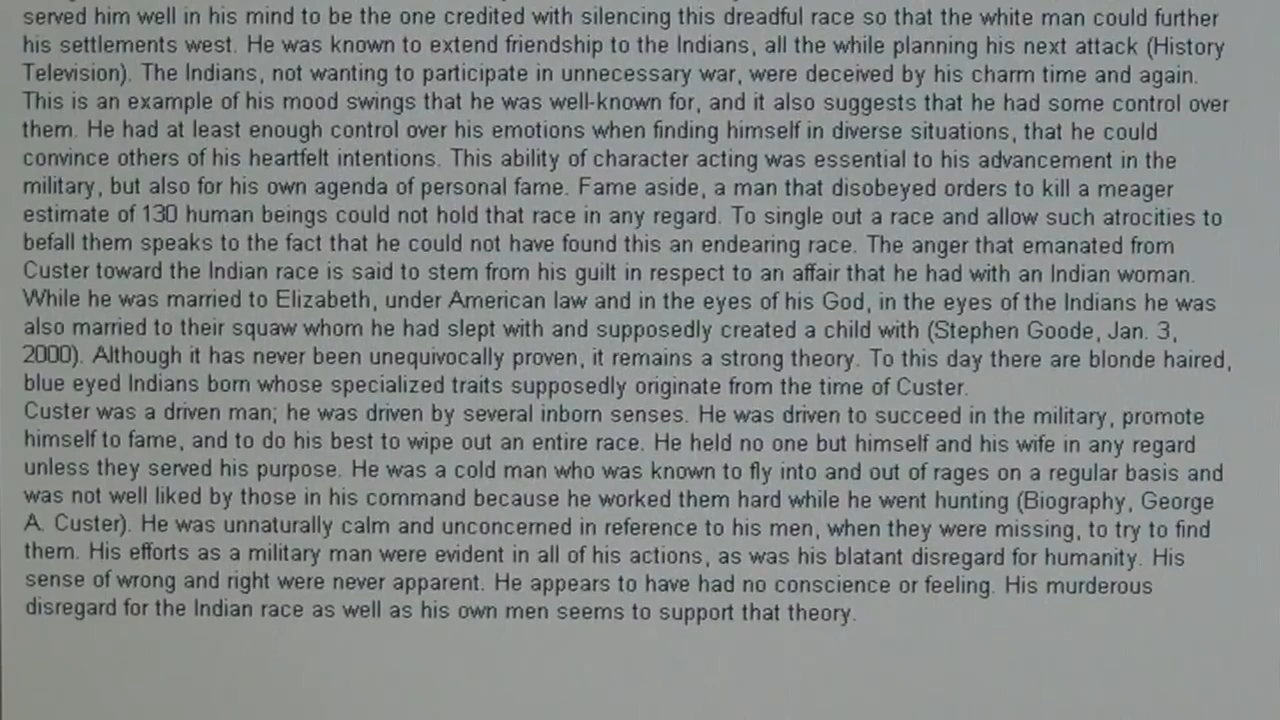 served him well in his mind to be the one credited with silencing this dreadful race so that the white man could further
his settlements west. He was known to extend friendship to the Indians, all the while planning his next attack (History
Television). The Indians, not wanting to participate in unnecessary war, were deceived by his charm time and again.
This is an example of his mood swings that he was well-known for, and it also suggests that he had some control over
them. He had at least enough control over his emotions when finding himself in diverse situations, that he could
convince others of his heartfelt intentions. This ability of character acting was essential to his advancement in the
military, but also for his own agenda of personal fame. Fame aside, a man that disobeyed orders to kill a meager
estimate of 130 human beings could not hold that race in any regard. To single out a race and allow such atrocities to
befall them speaks to the fact that he could not have found this an endearing race. The anger that emanated from
Custer toward the Indian race is said to stem from his guilt in respect to an affair that he had with an Indian woman.
While he was married to Elizabeth, under American law and in the eyes of his God, in the eyes of the Indians he was
also married to their squaw whom he had slept with and supposedly created a child with (Stephen Goode, Jan. 3,
2000). Although it has never been unequivocally proven, it remains a strong theory. To this day there are blonde haired,
blue eyed Indians born whose specialized traits supposedly originate from the time of Custer.
Custer was a driven man; he was driven by several inborn senses. He was driven to succeed in the military, promote
himself to fame, and to do his best to wipe out an entire race. He held no one but himself and his wife in any regard
unless they served his purpose. He was a cold man who was known to fly into and out of rages on a regular basis and
was not well liked by those in his command because he worked them hard while he went hunting (Biography, George
A. Custer). He was unnaturally calm and unconcerned in reference to his men, when they were missing, to try to find
them. His efforts as a military man were evident in all of his actions, as was his blatant disregard for humanity. His
sense of wrong and right were never apparent. He appears to have had no conscience or feeling. His murderous
disregard for the Indian race as well as his own men seems to support that theory.